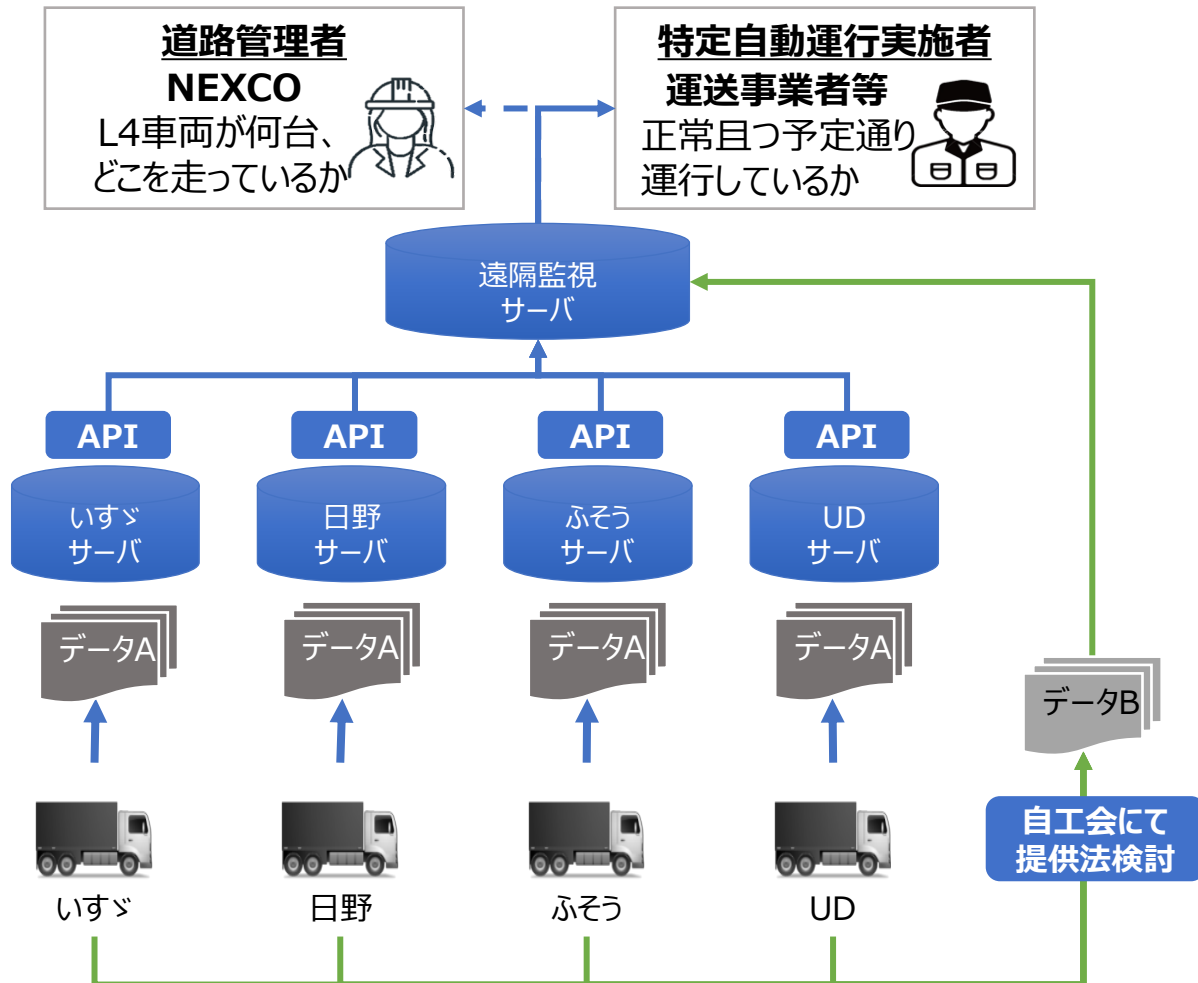 道路管理者
NEXCO
L4車両が何台、
どこを走っているか
特定自動運行実施者
運送事業者等
正常且つ予定通り
運行しているか
遠隔監視
サーバ
API
API
API
API
いすゞ
サーバ
日野
サーバ
ふそう
サーバ
UD
サーバ
データA
データA
データA
データA
データB
自工会にて
提供法検討
いすゞ
日野
ふそう
UD